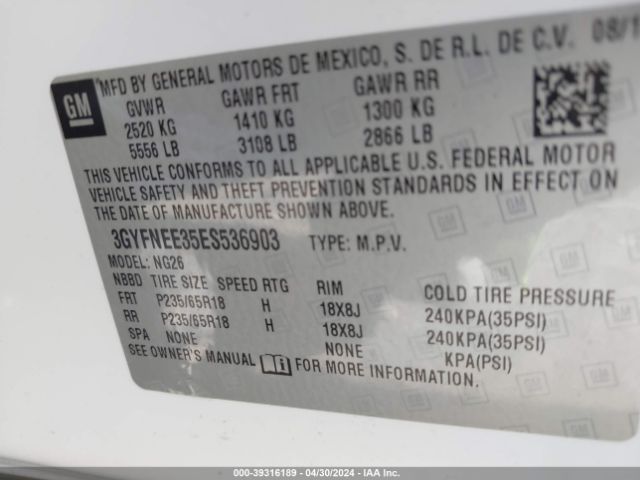 MFD BY GENERAL MOTORS DE MEXICO, S. DE R.L. DE C.V. 08/1
GM
GVWR GAWR FRT GAWR RR
2520 KG 1410 KG 1300 KG
5556 LB 3108 LB 2866 LB
THIS VEHICLE CONFORMS TO ALL APPLICABLE U.S. FEDERAL MOTOR
VEHICLE SAFETY AND THEFT PREVENTION STANDARDS IN EFFECT ON
THE DATE OF MANUFACTURE SHOWN ABOVE.
3GYFNEE35ES536903 TYPE: M.P.V.
MODEL: NG26
NBBD TIRE SIZE SPEED RTG RIM COLD TIRE PRESSURE
FRT P235/65R18 H 18X8J 240KPA(35PSI)
RR P235/65R18 H 18X8J 240KPA(35PSI)
SPA NONE NONE KPA(PSI)
SEE OWNER'S MANUAL FOR MORE INFORMATION.
000-39316189 - 04/30/2024 - IAA Inc.